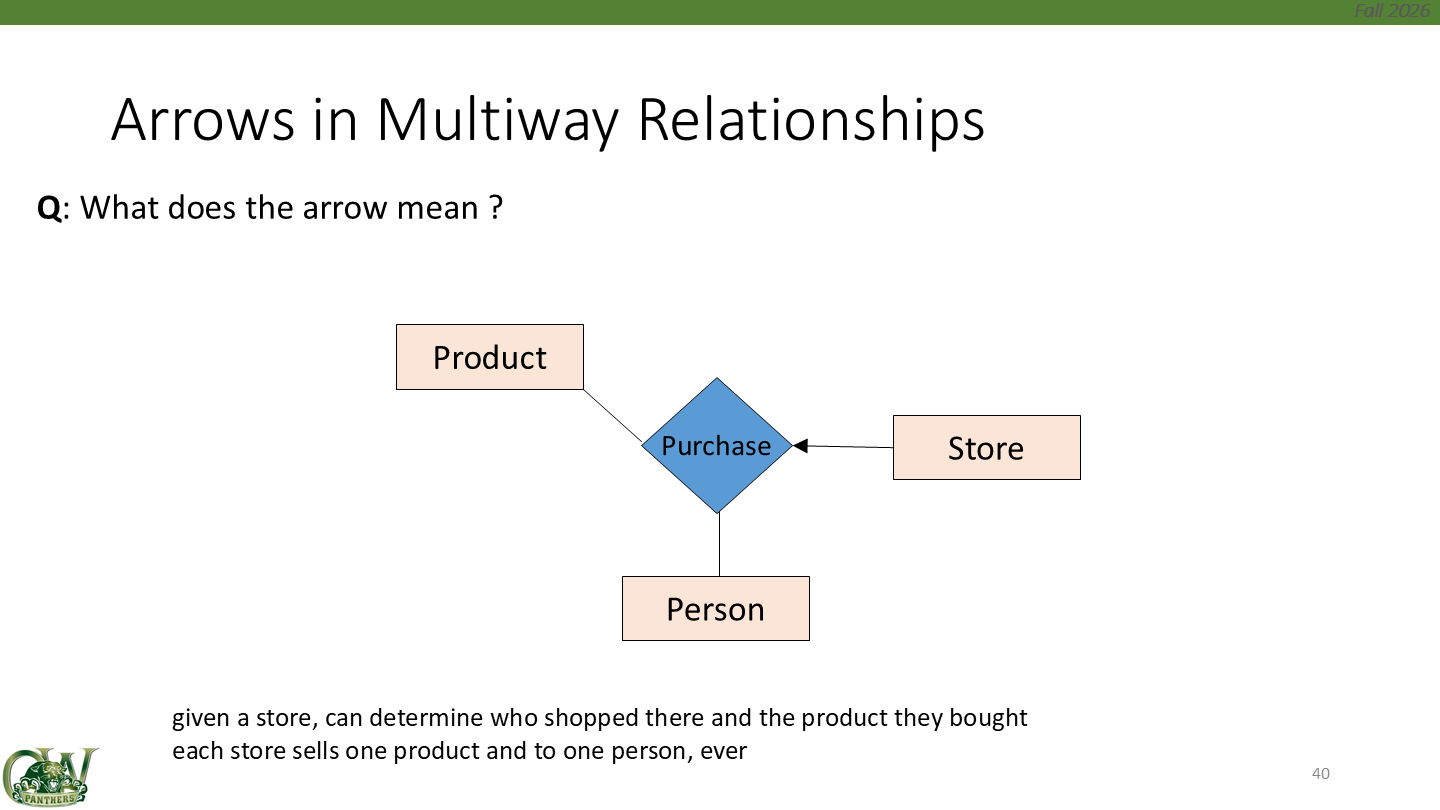 Fall 2026
Arrows in Multiway Relationships
Q: What does the arrow mean ?
Product
Purchase
Store
Person
given a store, can determine who shopped there and the product they bought
each store sells one product and to one person, ever
CW
PANTHERS
40